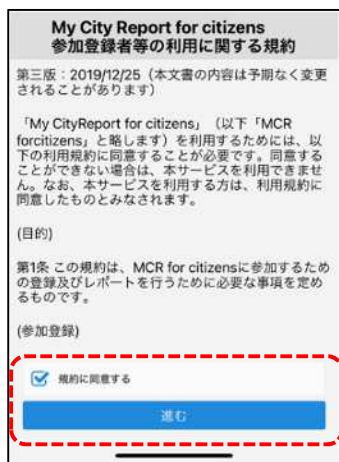 My City Report for citizens
参加登録者等の利用に関する規約
第三版：2019/12/25（本文書の内容は予期なく変更
されることがあります）
「My CityReport for citizens」（以下「MCR
forcitizens」と略します）を利用するためには、以
下の利用規約に同意することが必要です。同意する
ことができない場合は、本サービスを利用できませ
ん。なお、本サービスを利用する方は、利用規約に
同意したものとみなされます。
(目的)
第1条 この規約は、MCR for citizensに参加するため
の登録及びレポートを行うために必要な事項を定め
るものです。
(参加登録)
規約に同意する
進む